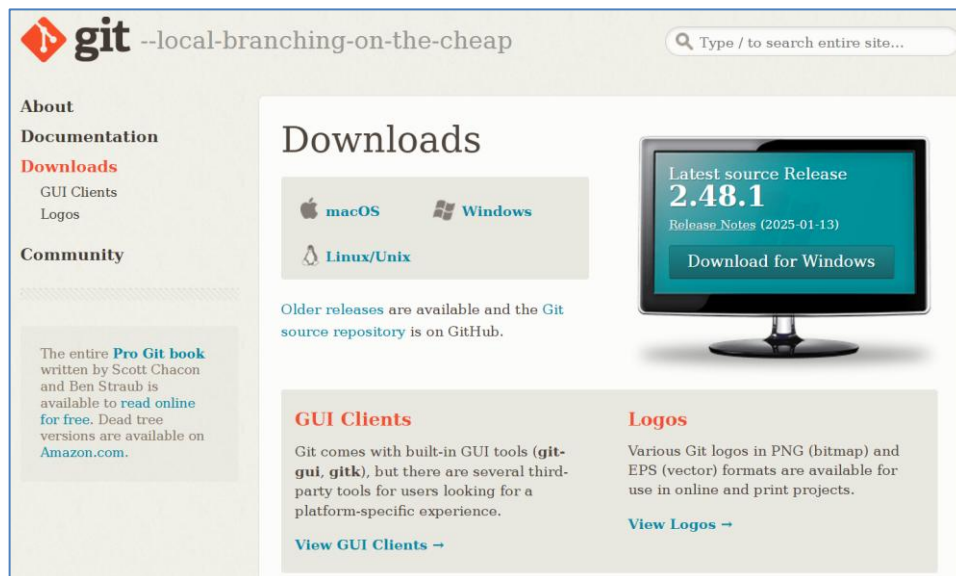 git --local-branching-on-the-cheap
Type / to search entire site...
About
Documentation
Downloads
GUI Clients
Logos
Community
The entire Pro Git book
written by Scott Chacon
and Ben Straub is
available to read online
for free. Dead tree
versions are available on
Amazon.com.
Downloads
macOS
Windows
Linux/Unix
Older releases are available and the Git
source repository is on GitHub.
Latest source Release
2.48.1
Release Notes (2025-01-13)
Download for Windows
GUI Clients
Git comes with built-in GUI tools (git-
gui, gitk), but there are several third-
party tools for users looking for a
platform-specific experience.
View GUI Clients →
Logos
Various Git logos in PNG (bitmap) and
EPS (vector) formats are available for
use in online and print projects.
View Logos →